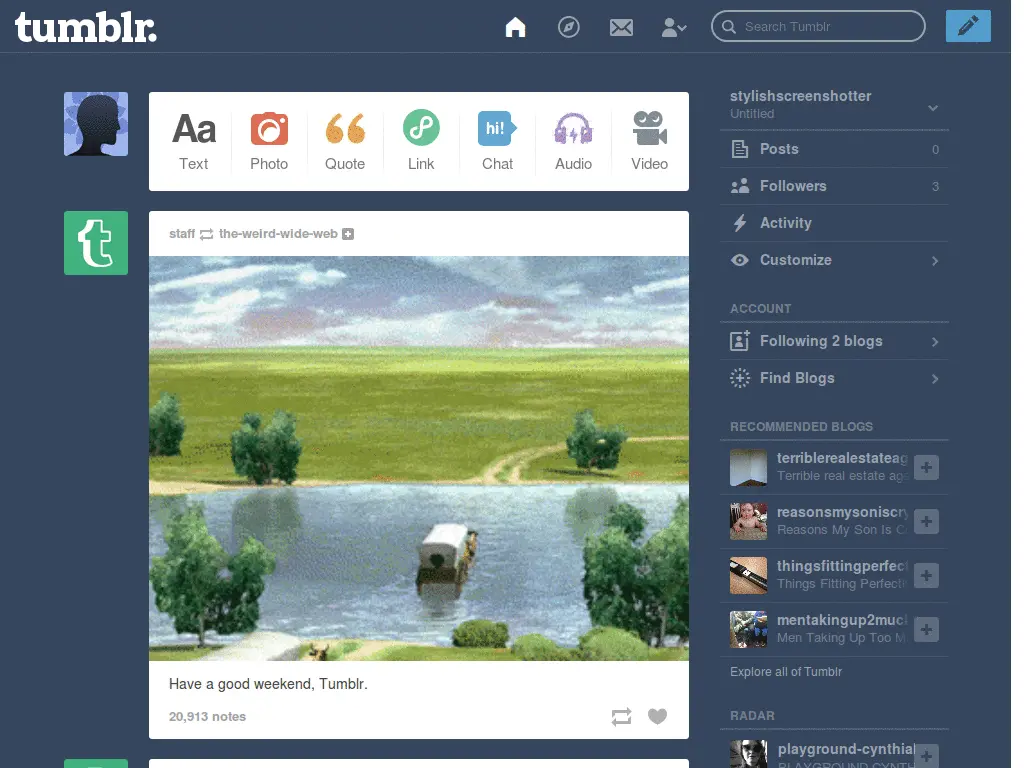 tumblr.
Search Tumblr
Aa
hi!
Text
Photo
Quote
Link
Chat
Audio
Video
t
staff the-weird-wide-web
Have a good weekend, Tumblr.
20,913 notes
stylishscreenshotter
Untitled
Posts 0
Followers 3
Activity
Customize
ACCOUNT
Following 2 blogs
Find Blogs
RECOMMENDED BLOGS
terriblerealestateag
Terrible real estate age
reasonsmysoniscry
Reasons My Son Is C
thingsfittingperfec
Things Fitting Perfectl
mentakingup2muc
Men Taking Up Too M
Explore all of Tumblr
RADAR
playground-cynthia
PLAYGROUND CYNTH